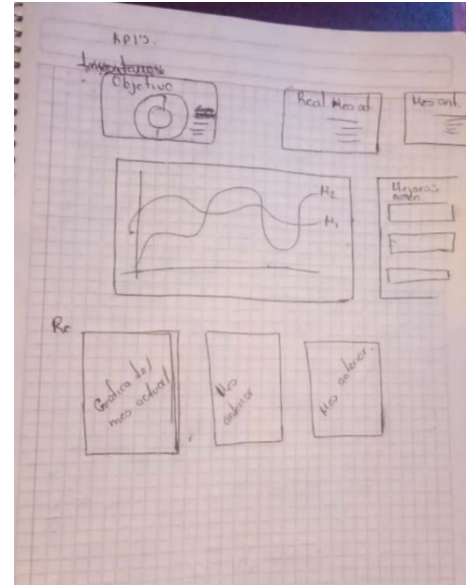 KPI'S.
Inventarios
Objetivo
Real Mes act.
Mes ant.
M2
M1
Mejoras
Re
Grafica del
mes actual
Mes
anterior
Mes anterior